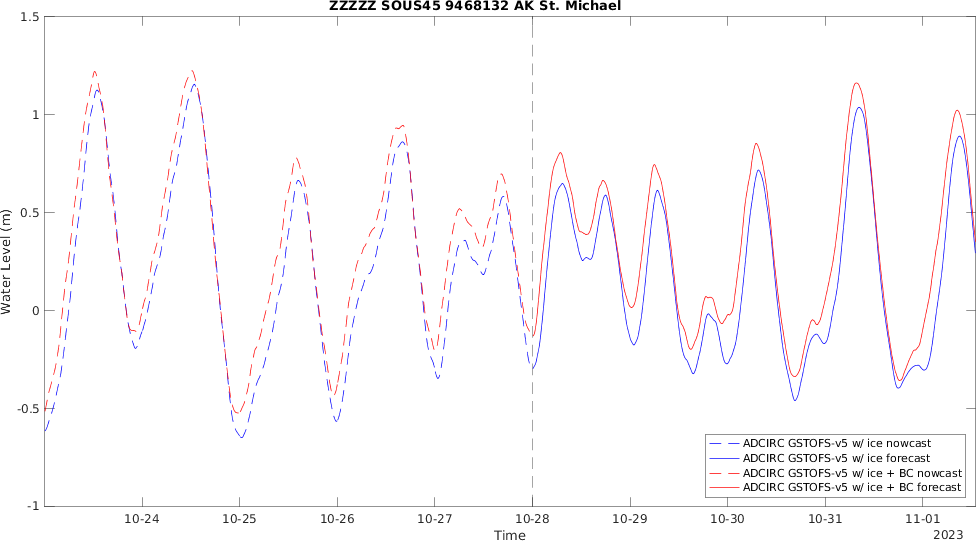 ZZZZZ SOUS45 9468132 AK St. Michael
1.5
1
0.5
0
-0.5
-1
Water Level (m)
10-24
10-25
10-26
10-27
10-28
10-29
10-30
10-31
11-01
Time
2023
ADCIRC GSTOFS-v5 w/ ice nowcast
ADCIRC GSTOFS-v5 w/ ice forecast
ADCIRC GSTOFS-v5 w/ ice + BC nowcast
ADCIRC GSTOFS-v5 w/ ice + BC forecast